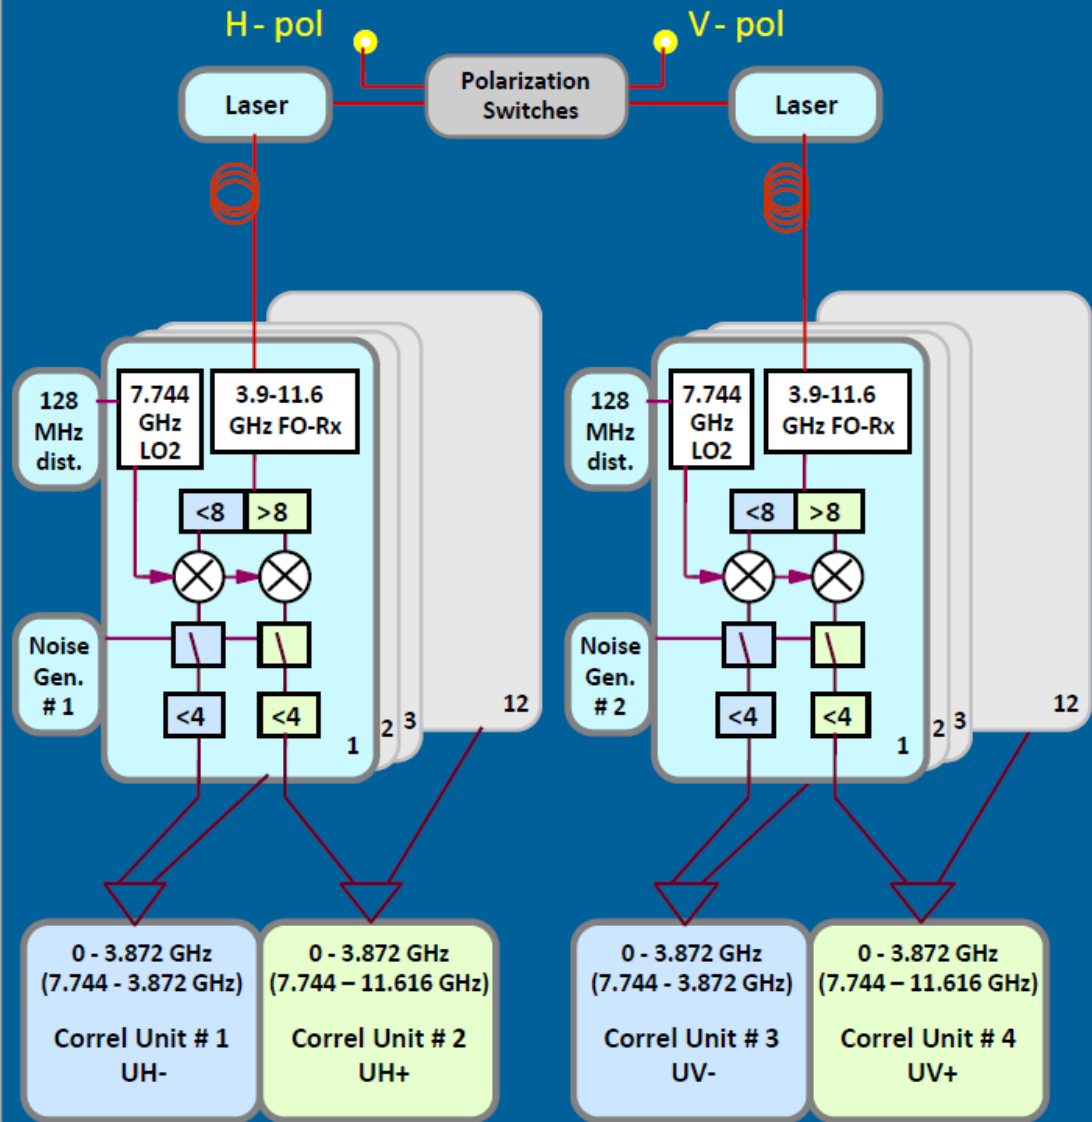 H - pol
V - pol
Polarization
Switches
Laser
Laser
128
MHz
dist.
7.744
GHz
LO2
3.9-11.6
GHz FO-Rx
<8
>8
Noise
Gen.
# 1
<4
<4
1
2
3
12
128
MHz
dist.
7.744
GHz
LO2
3.9-11.6
GHz FO-Rx
<8
>8
Noise
Gen.
# 2
<4
<4
1
2
3
12
0 - 3.872 GHz
(7.744 - 3.872 GHz)
Correl Unit # 1
UH-
0 - 3.872 GHz
(7.744 – 11.616 GHz)
Correl Unit # 2
UH+
0 - 3.872 GHz
(7.744 - 3.872 GHz)
Correl Unit # 3
UV-
0 - 3.872 GHz
(7.744 – 11.616 GHz)
Correl Unit # 4
UV+